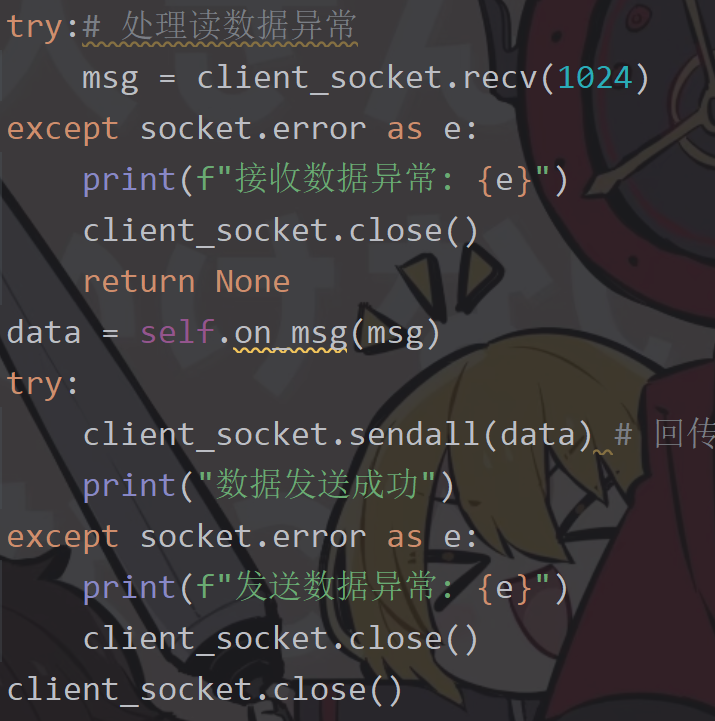 try:# 处理读数据异常
    msg = client_socket.recv(1024)
except socket.error as e:
    print(f"接收数据异常: {e}")
    client_socket.close()
    return None
data = self.on_msg(msg)
try:
    client_socket.sendall(data) # 回传
    print("数据发送成功")
except socket.error as e:
    print(f"发送数据异常: {e}")
    client_socket.close()
client_socket.close()